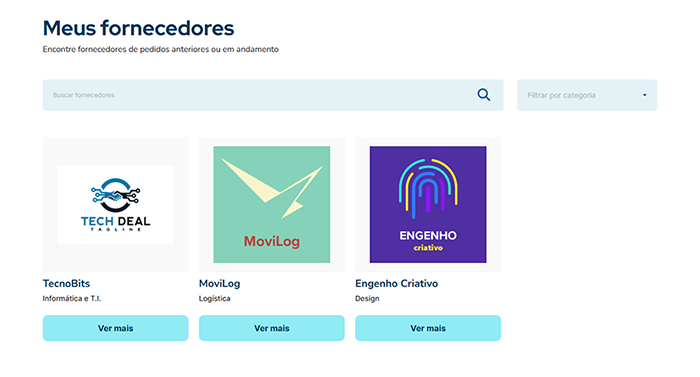 Meus fornecedores
Encontre fornecedores de pedidos anteriores ou em andamento
Buscar fornecedores
Filtrar por categoria
TECH DEAL
TAGLINE
MoviLog
ENGENHO
criativo
TecnoBits
MoviLog
Engenho Criativo
Informática e T.I.
Logística
Design
Ver mais
Ver mais
Ver mais